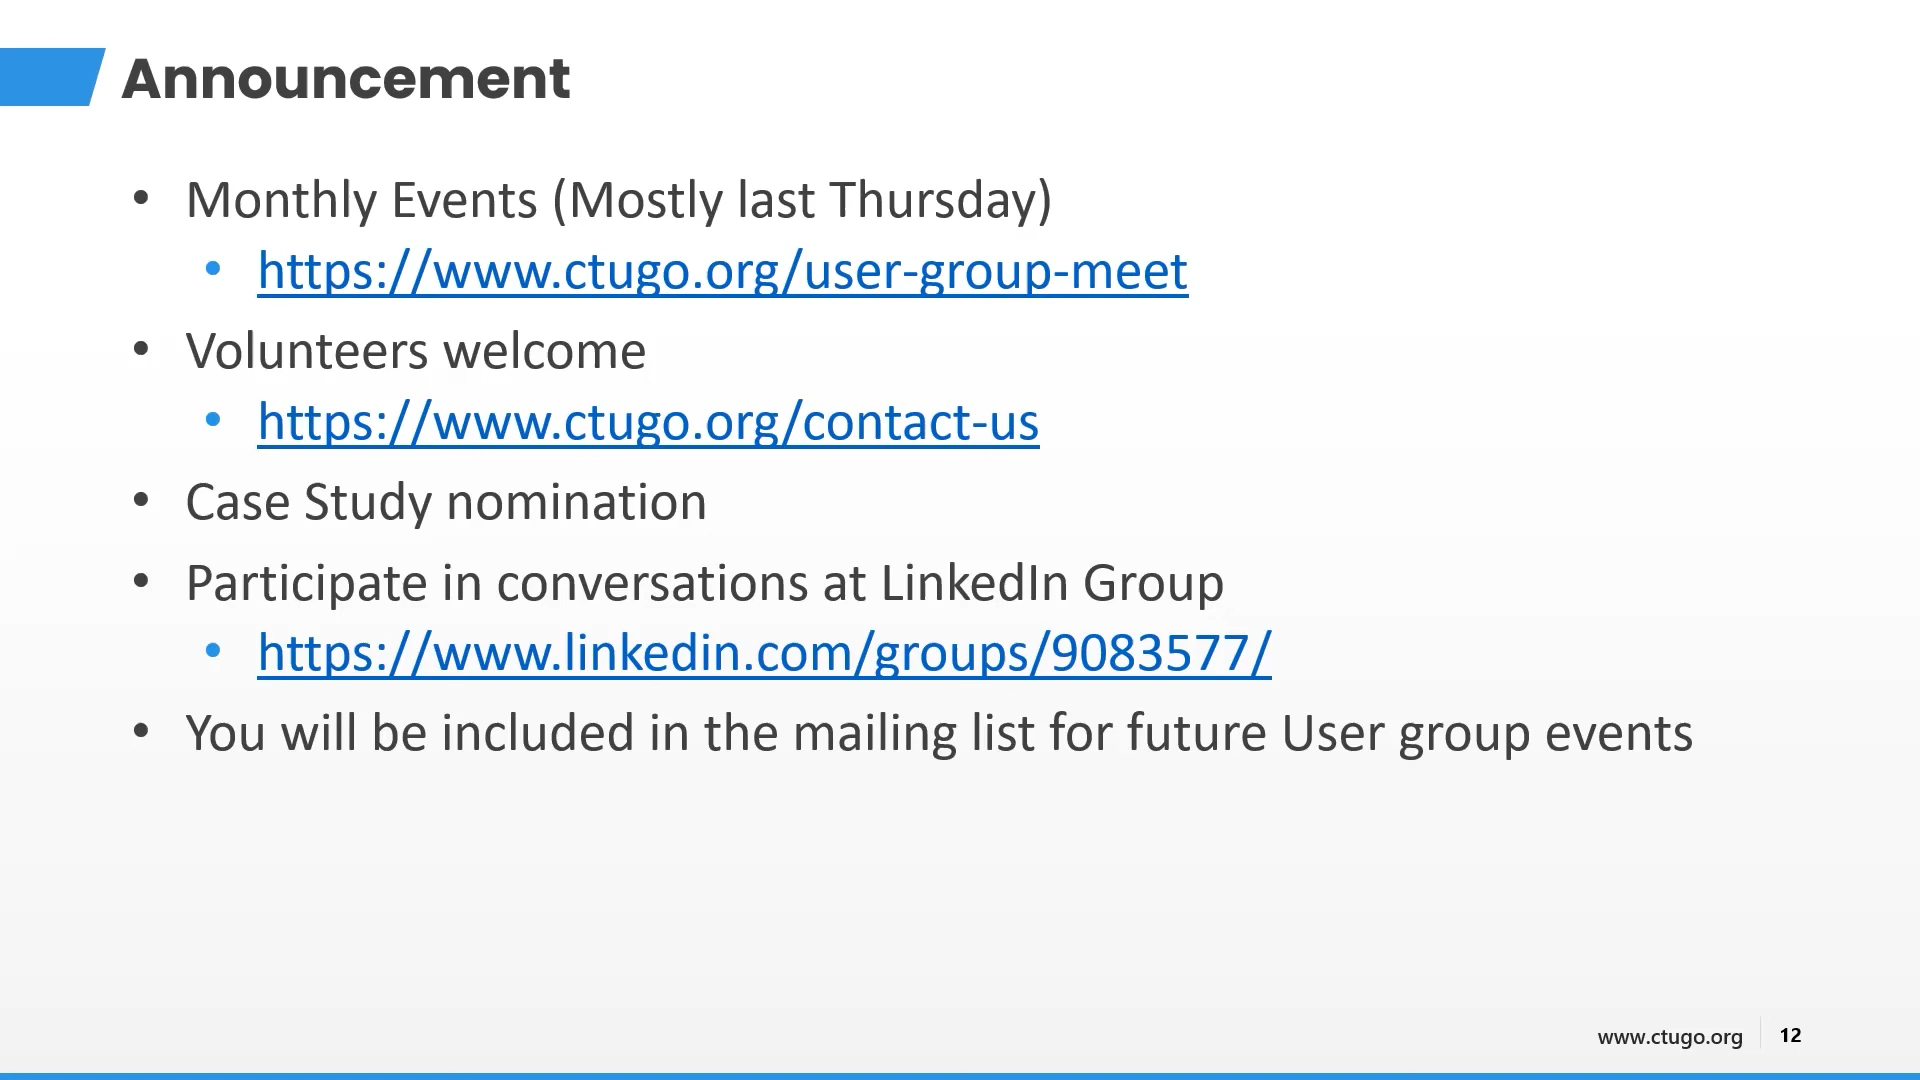 Announcement
• Monthly Events (Mostly last Thursday)
• https://www.ctugo.org/user-group-meet
• Volunteers welcome
• https://www.ctugo.org/contact-us
• Case Study nomination
• Participate in conversations at LinkedIn Group
• https://www.linkedin.com/groups/9083577/
• You will be included in the mailing list for future User group events
www.ctugo.org 12